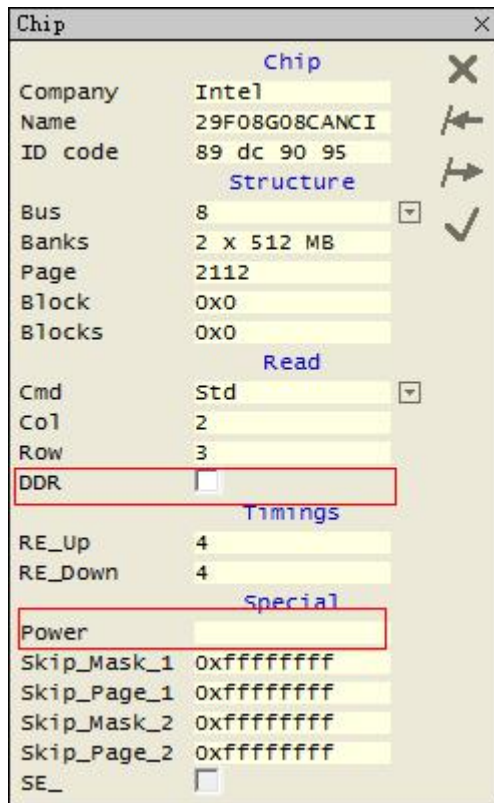 Chip
Chip
Company Intel
Name 29F08G08CANCI
ID code 89 dc 90 95
Structure
Bus 8
Banks 2 x 512 MB
Page 2112
Block 0x0
Blocks 0x0
Read
Cmd Std
Col 2
Row 3
DDR
Timings
RE_Up 4
RE_Down 4
Special
Power
Skip_Mask_1 0xffffffff
Skip_Page_1 0xffffffff
Skip_Mask_2 0xffffffff
Skip_Page_2 0xffffffff
SE_